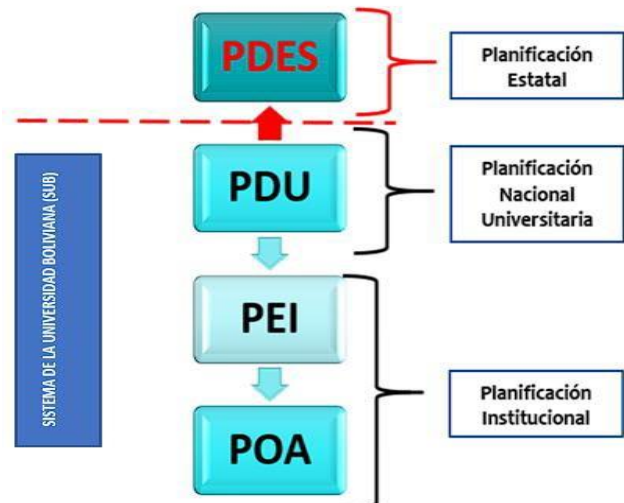 PDES
Planificación
Estatal
SISTEMA DE LA UNIVERSIDAD BOLIVIANA (SUB)
PDU
Planificación
Nacional
Universitaria
PEI
POA
Planificación
Institucional